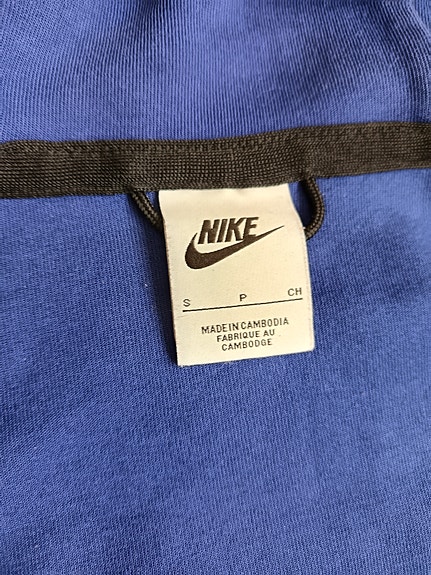 NIKE
S P CH
MADE IN CAMBODIA
FABRIQUE AU
CAMBODGE